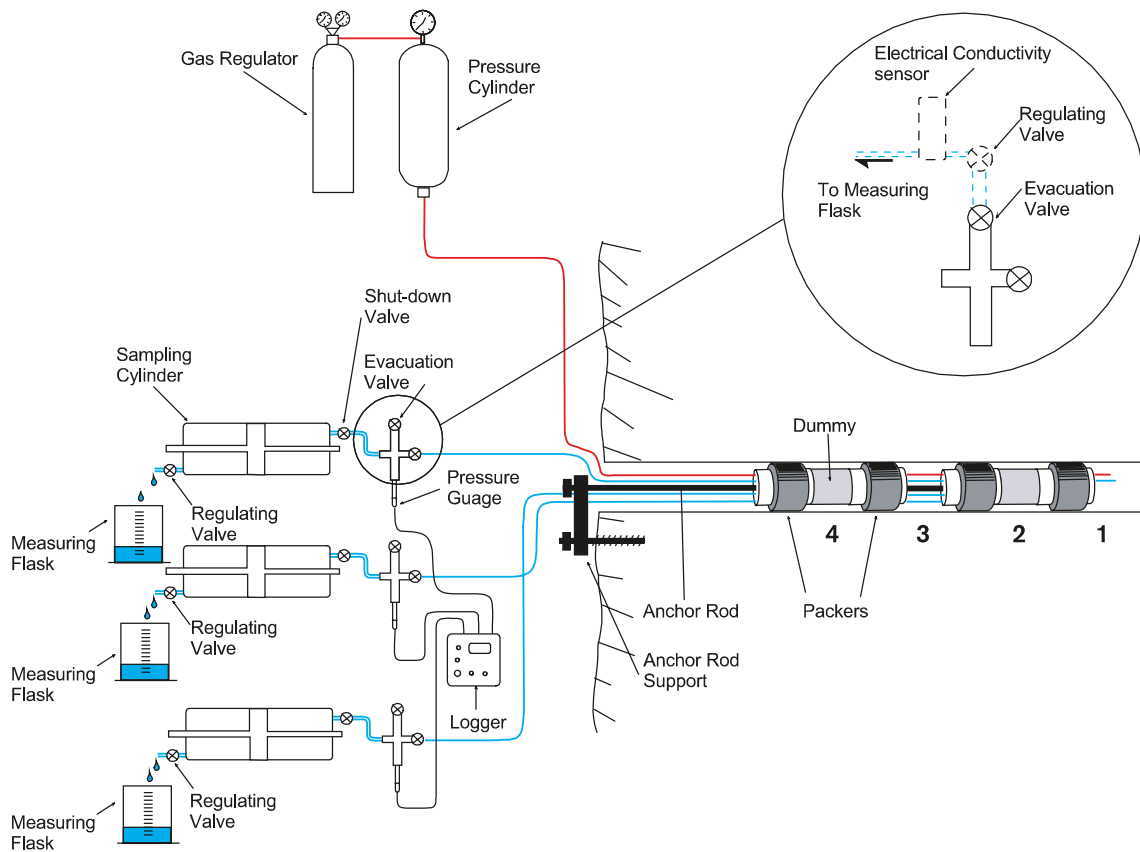 Gas Regulator
Pressure
Cylinder
Electrical Conductivity
sensor
Regulating
Valve
To Measuring
Flask
Evacuation
Valve
Shut-down
Valve
Sampling
Cylinder
Evacuation
Valve
Dummy
Pressure
Guage
Regulating
Valve
Measuring
Flask
4
3
2
1
Anchor Rod
Packers
Regulating
Valve
Measuring
Flask
Anchor Rod
Support
Logger
Regulating
Valve
Measuring
Flask